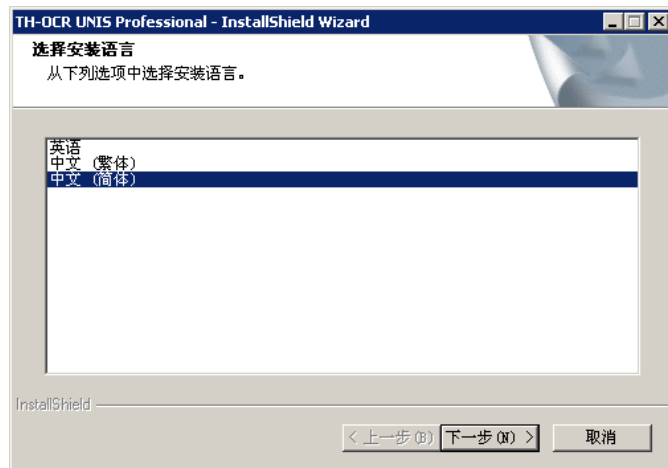 TH-OCR UNIS Professional - InstallShield Wizard
选择安装语言
从下列选项中选择安装语言。
英语
中文 (繁体)
中文 (简体)
InstallShield
< 上一步(B) 下一步(N) > 取消